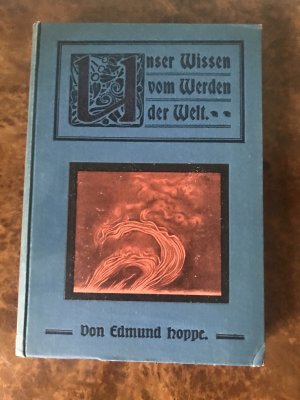 Unser Wissen
vom Werden
der Welt.
Von Edmund Hoppe.